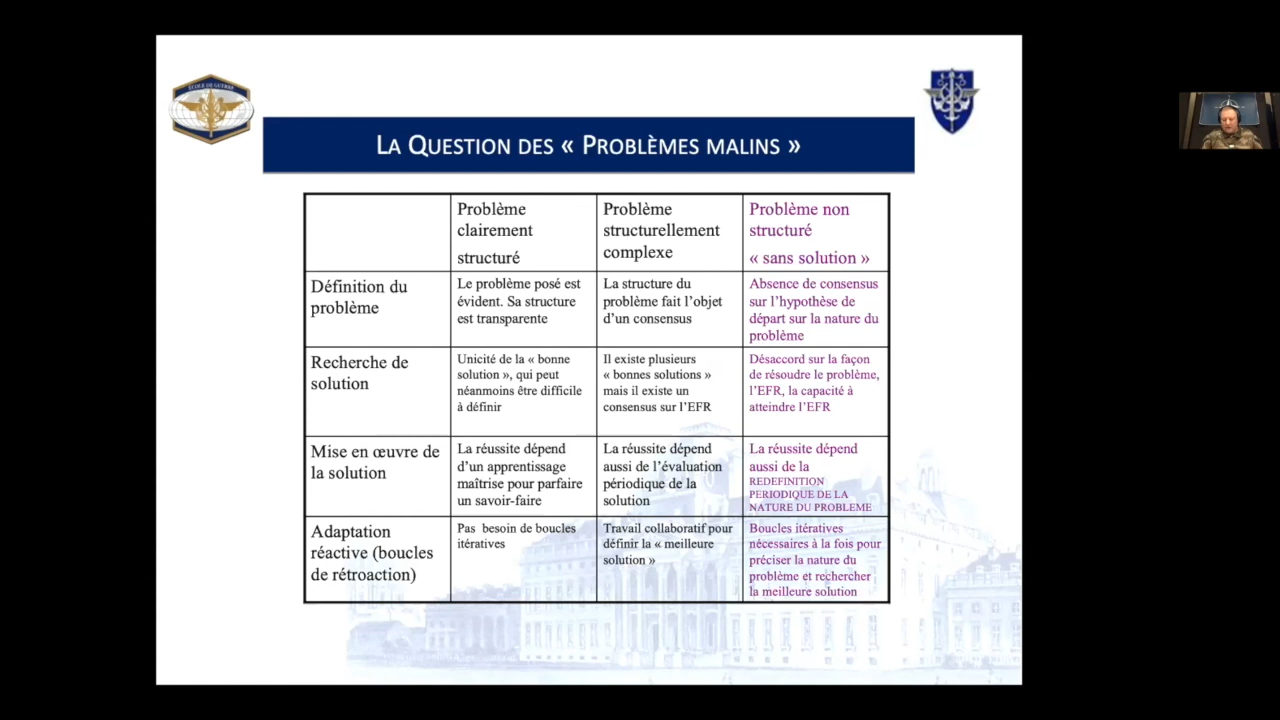 ÉCOLE DE GUERRE
LA QUESTION DES « PROBLÈMES MALINS »
Problème
clairement
structuré
Problème
structurellement
complexe
Problème non
structuré
« sans solution »
Définition du
problème
Le problème posé est
évident. Sa structure
est transparente
La structure du
problème fait l’objet
d’un consensus
Absence de consensus
sur l’hypothèse de
départ sur la nature du
problème
Recherche de
solution
Unicité de la « bonne
solution », qui peut
néanmoins être difficile
à définir
Il existe plusieurs
« bonnes solutions »
mais il existe un
consensus sur l’EFR
Désaccord sur la façon
de résoudre le problème,
l’EFR, la capacité à
atteindre l’EFR
Mise en œuvre de
la solution
La réussite dépend
d’un apprentissage
maîtrise pour parfaire
un savoir-faire
La réussite dépend
aussi de l’évaluation
périodique de la
solution
La réussite dépend
aussi de la
REDEFINITION
PERIODIQUE DE LA
NATURE DU PROBLEME
Adaptation
réactive (boucles
de rétroaction)
Pas besoin de boucles
itératives
Travail collaboratif pour
définir la « meilleure
solution »
Boucles itératives
nécessaires à la fois pour
préciser la nature du
problème et rechercher
la meilleure solution